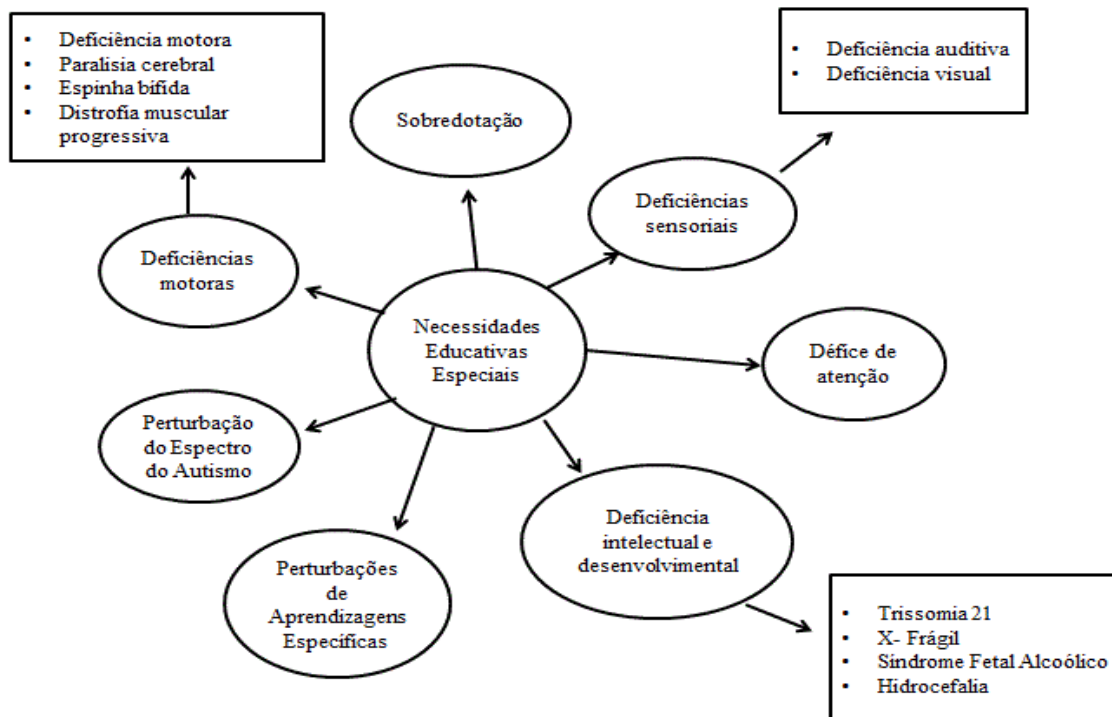 • Deficiência motora
• Paralisia cerebral
• Espinha bífida
• Distrofia muscular
progressiva
Sobredotação
• Deficiência auditiva
• Deficiência visual
Deficiências
sensoriais
Deficiências
motoras
Necessidades
Educativas
Especiais
Défice de
atenção
Perturbação
do Espectro
do Autismo
Deficiência
intelectual e
desenvolvimental
Perturbações
de
Aprendizagens
Específicas
• Trissomia 21
• X- Frágil
• Síndrome Fetal Alcoólico
• Hidrocefalia